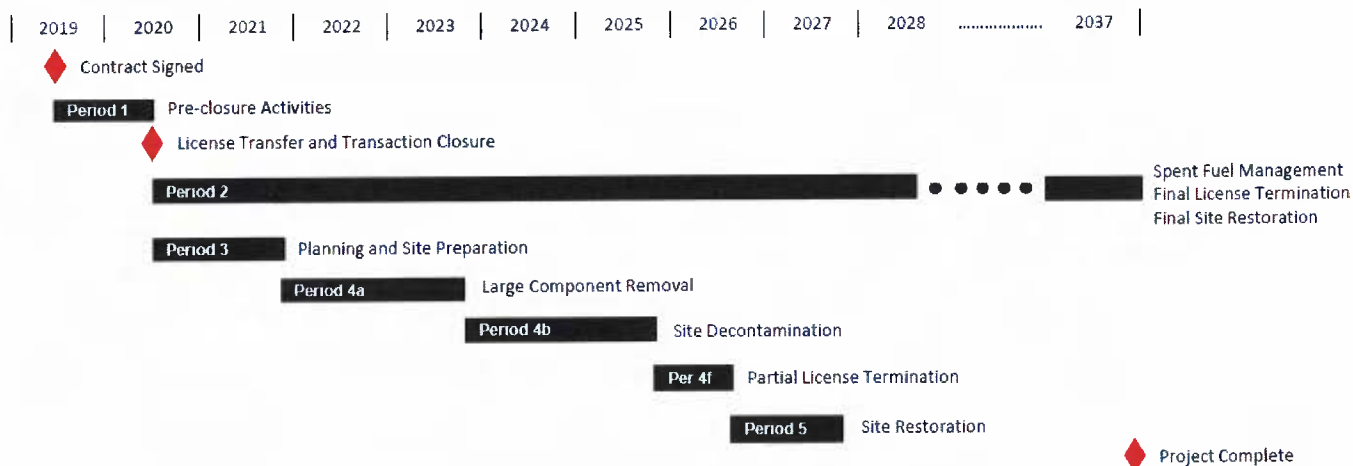 | 2019 | 2020 | 2021 | 2022 | 2023 | 2024 | 2025 | 2026 | 2027 | 2028 .................. 2037 |
Contract Signed
Period 1 Pre-closure Activities
License Transfer and Transaction Closure
Period 2
Spent Fuel Management
Final License Termination
Final Site Restoration
Period 3 Planning and Site Preparation
Period 4a Large Component Removal
Period 4b Site Decontamination
Per 4f Partial License Termination
Period 5 Site Restoration
Project Complete